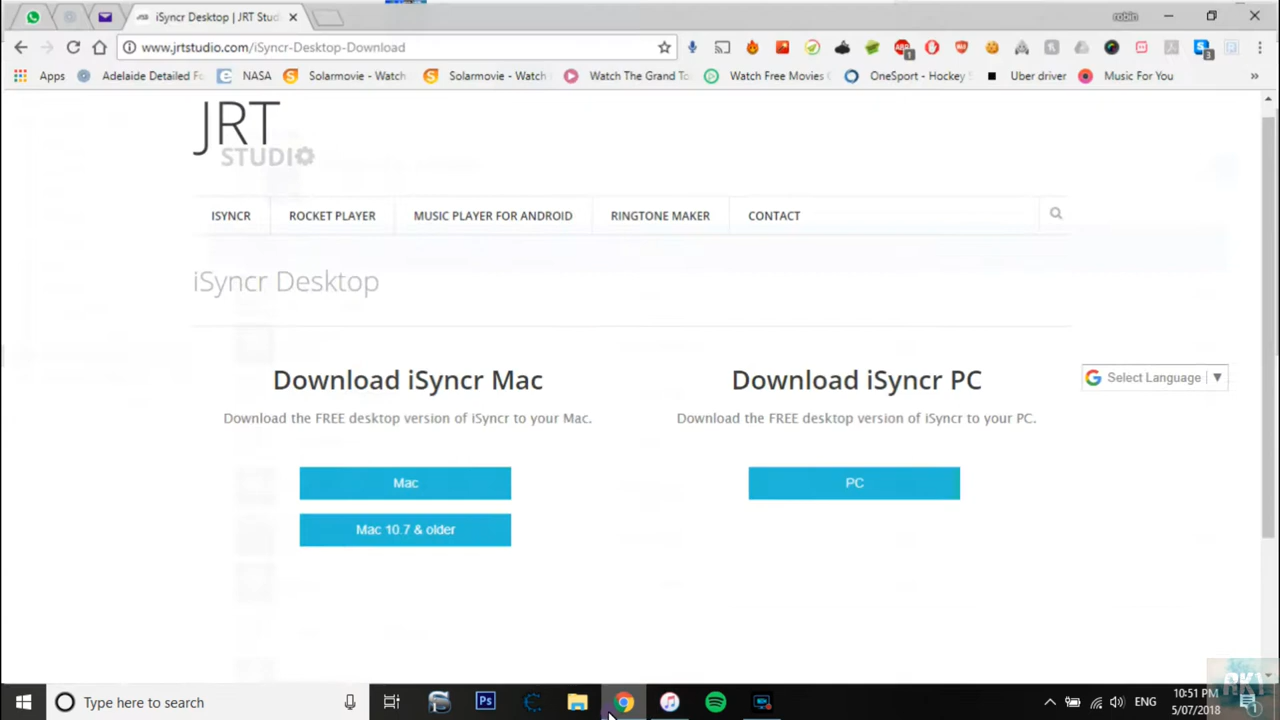 iSyncr Desktop | JRT Stud
robin
www.jrtstudio.com/iSyncr-Desktop-Download
Apps
Adelaide Detailed F
NASA
Solarmovie - Watch
Solarmovie - Watch
Watch The Grand To
Watch Free Movies
OneSport - Hockey S
Uber driver
Music For You
»
JRT
STUDIO
ISYNCR
ROCKET PLAYER
MUSIC PLAYER FOR ANDROID
RINGTONE MAKER
CONTACT
iSyncr Desktop
Download iSyncr Mac
Download the FREE desktop version of iSyncr to your Mac.
Mac
Mac 10.7 & older
Download iSyncr PC
Download the FREE desktop version of iSyncr to your PC.
PC
Select Language
Type here to search
ENG
10:51 PM
5/07/2018
RKY